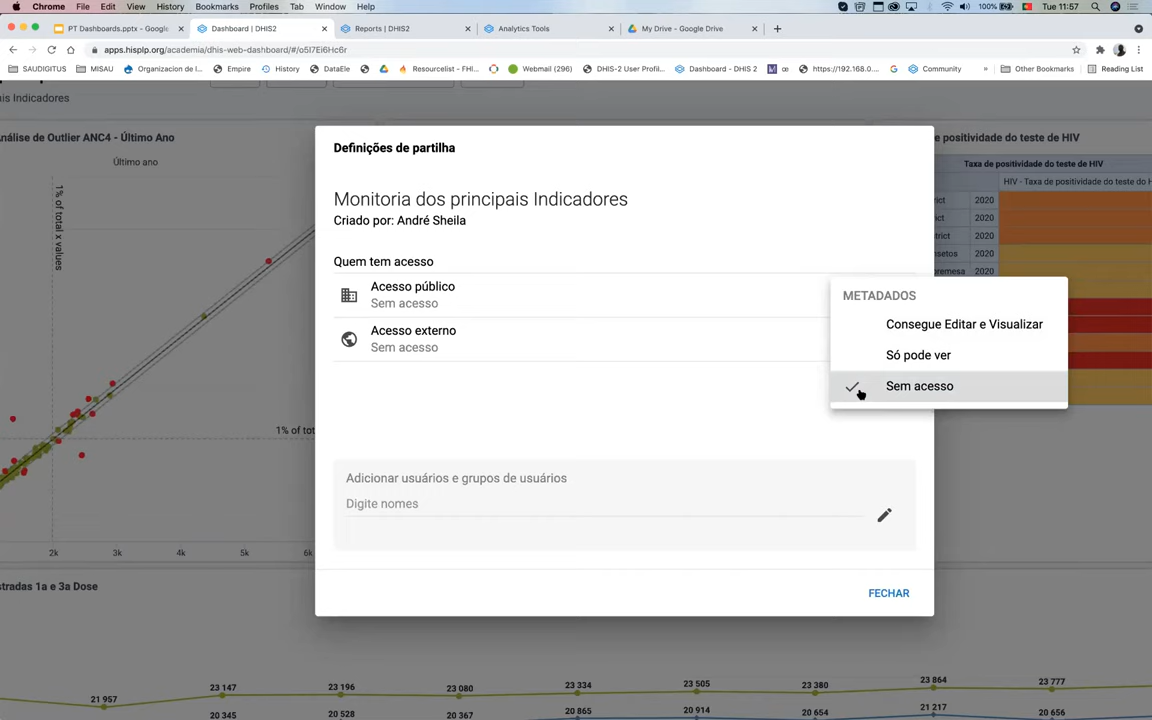 Chrome File Edit View History Bookmarks Profiles Tab Window Help 100% Tue 11:57
PT Dashboards.pptx - Google Dashboard | DHIS2 Reports | DHIS2 Analytics Tools My Drive - Google Drive
apps.hisplp.org/academia/dhis-web-dashboard/#/o5I7Ei6Hc6r
SAUDIGITUS MISAU Organizacion de I... Empire History DataEle Resourcelist - FHI... Webmail (296) DHIS-2 User Profil... Dashboard - DHIS 2 https://192.168.0.... Community » Other Bookmarks Reading List
ais Indicadores
Análise de Outlier ANC4 - Último Ano
Último ano
1% of total x values
1% of tot
2k 3k 4k 5k 6k
Definições de partilha
Monitoria dos principais Indicadores
Criado por: André Sheila
Quem tem acesso
Acesso público
Sem acesso
Acesso externo
Sem acesso
METADADOS
Consegue Editar e Visualizar
Só pode ver
Sem acesso
Adicionar usuários e grupos de usuários
Digite nomes
FECHAR
e positividade do teste de HIV
Taxa de positividade do teste de HIV
HIV - Taxa de positividade do teste do H
rict 2020
ct 2020
trict 2020
nsetos 2020
premesa 2020
stradas 1a e 3a Dose
21 957 23 147 23 196 23 080 23 334 23 505 23 380 23 864 23 777
20 345 20 528 20 367 20 865 20 914 20 654 21 217 20 656